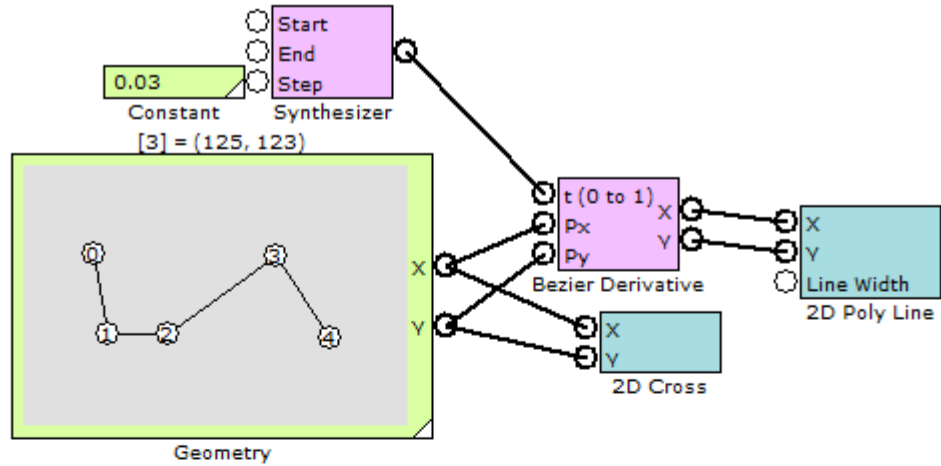 Start
End
0.03
Step
Constant
Synthesizer
[3] = (125, 123)
0
1
2
3
4
X
Y
Geometry
t (0 to 1)
Px
Py
X
Y
Bezier Derivative
X
Y
Line Width
2D Poly Line
X
Y
2D Cross